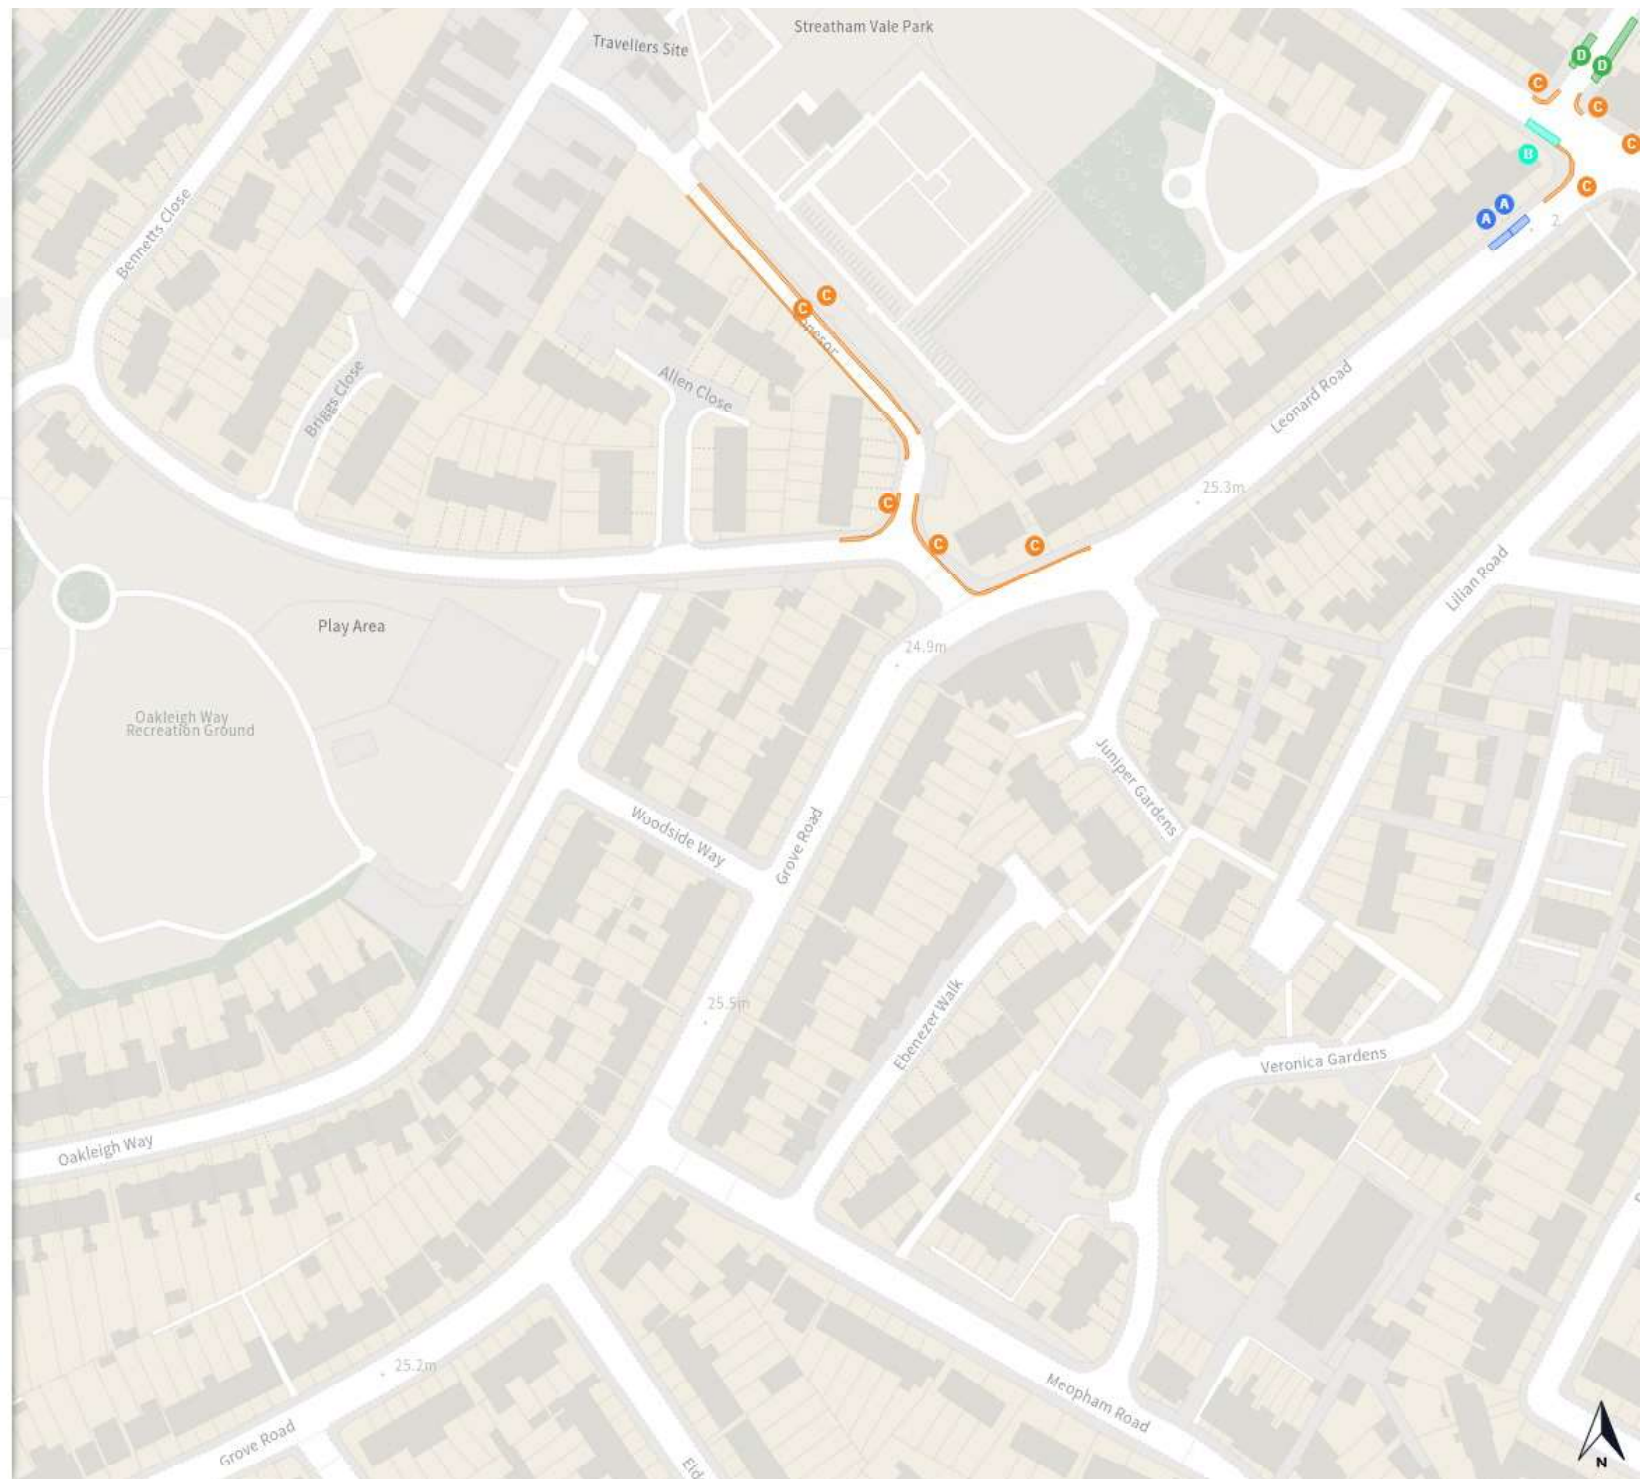 Streatham Vale Park
Travellers Site
D
D
C
C
C
B
C
A
A
2
Bennetts Close
C
C
Briggs Close
Allen Close
Leonard Road
25.3m
C
C
C
Lilian Road
Play Area
24.9m
Oakleigh Way
Recreation Ground
Juniper Gardens
Woodside Way
Grove Road
25.5m
Ebenezer Walk
Veronica Gardens
Oakleigh Way
25.2m
Meopham Road
Grove Road
Eld
N